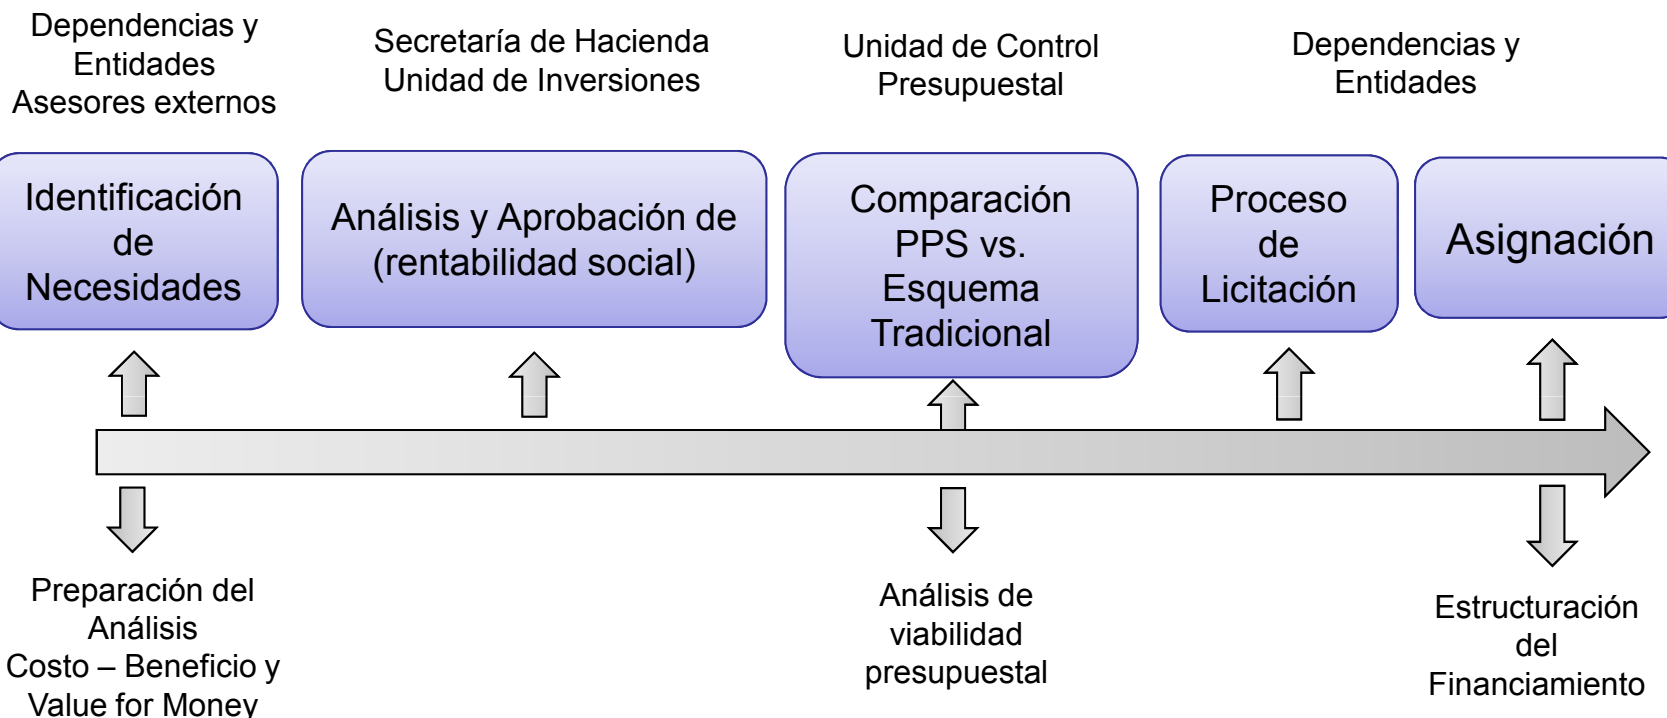 Dependencias y
Entidades
Asesores externos
Secretaría de Hacienda
Unidad de Inversiones
Unidad de Control
Presupuestal
Dependencias y
Entidades
Identificación
de
Necesidades
Análisis y Aprobación de
(rentabilidad social)
Comparación
PPS vs.
Esquema
Tradicional
Proceso
de
Licitación
Asignación
Preparación del
Análisis
Costo – Beneficio y
Value for Money
Análisis de
viabilidad
presupuestal
Estructuración
del
Financiamiento